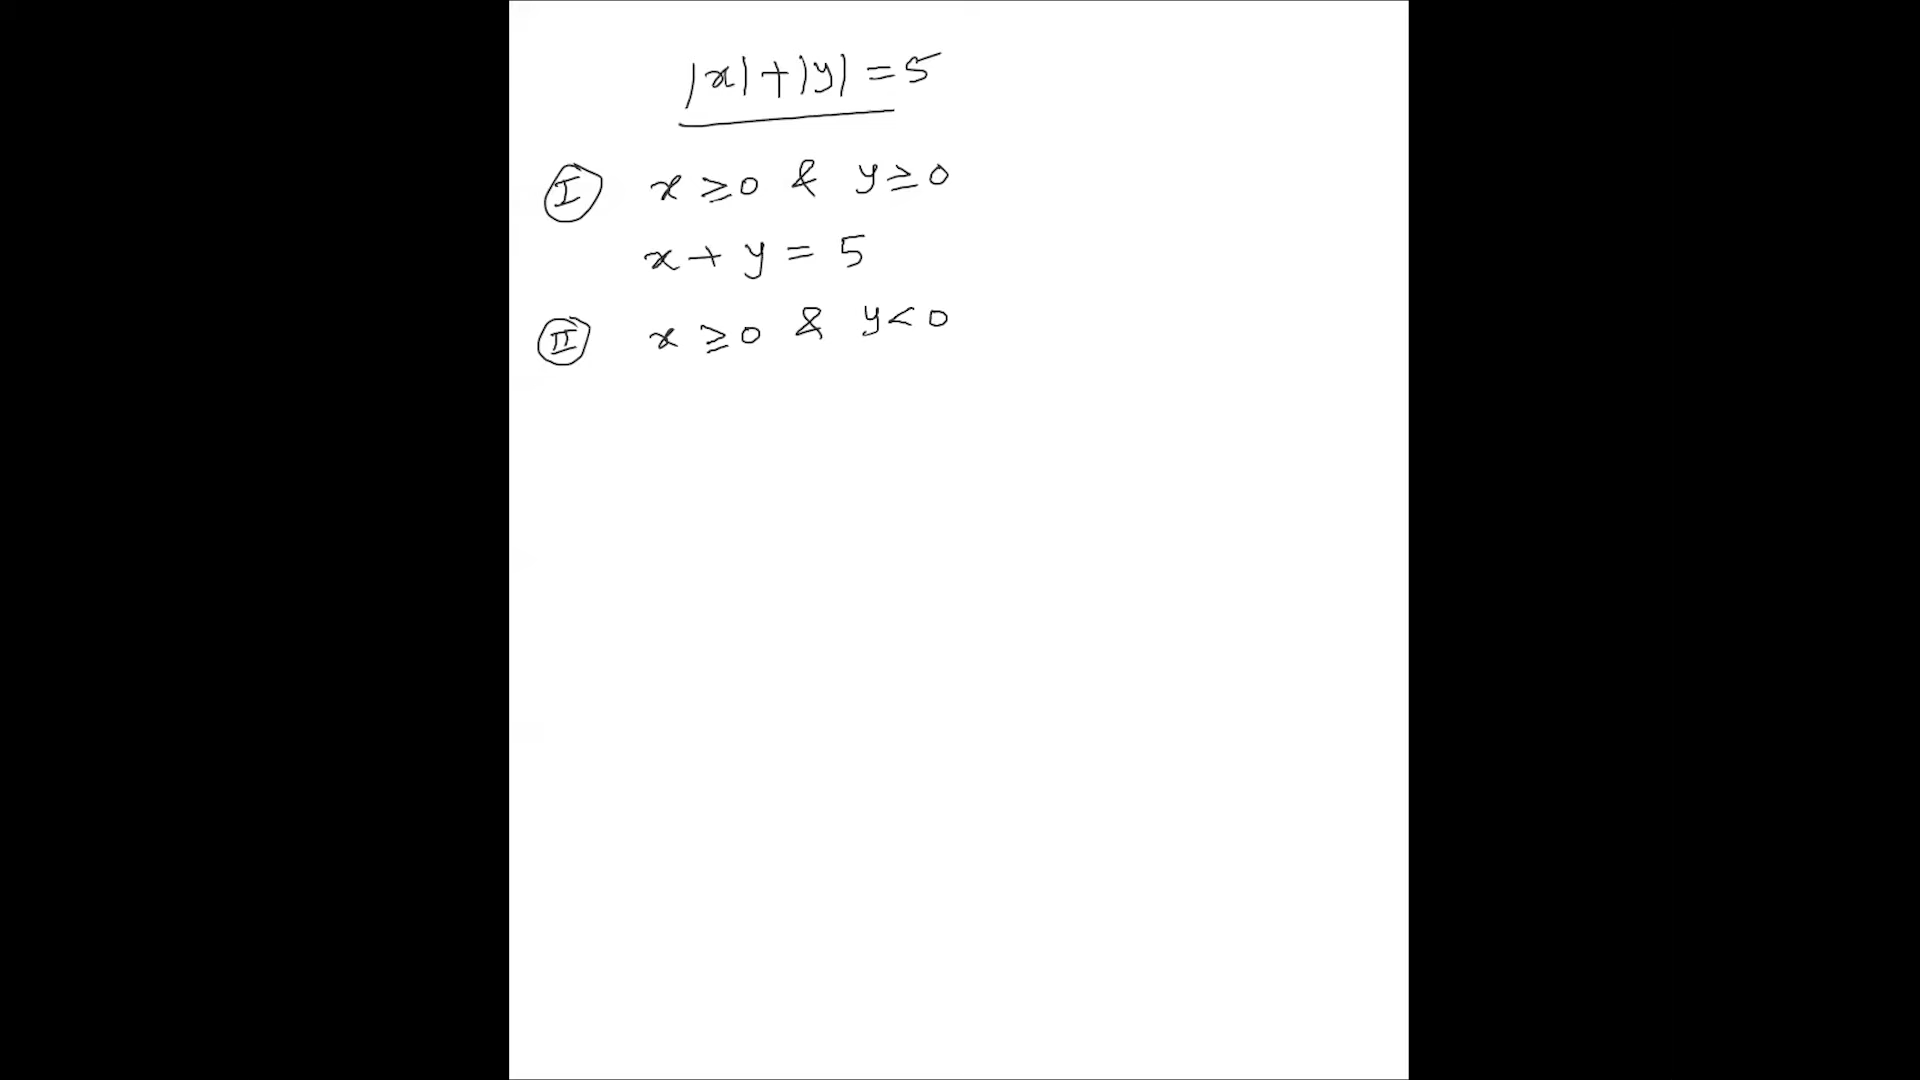 |x|+|y| = 5
I x ≥ 0 & y ≥ 0
x + y = 5
II x ≥ 0 & y < 0